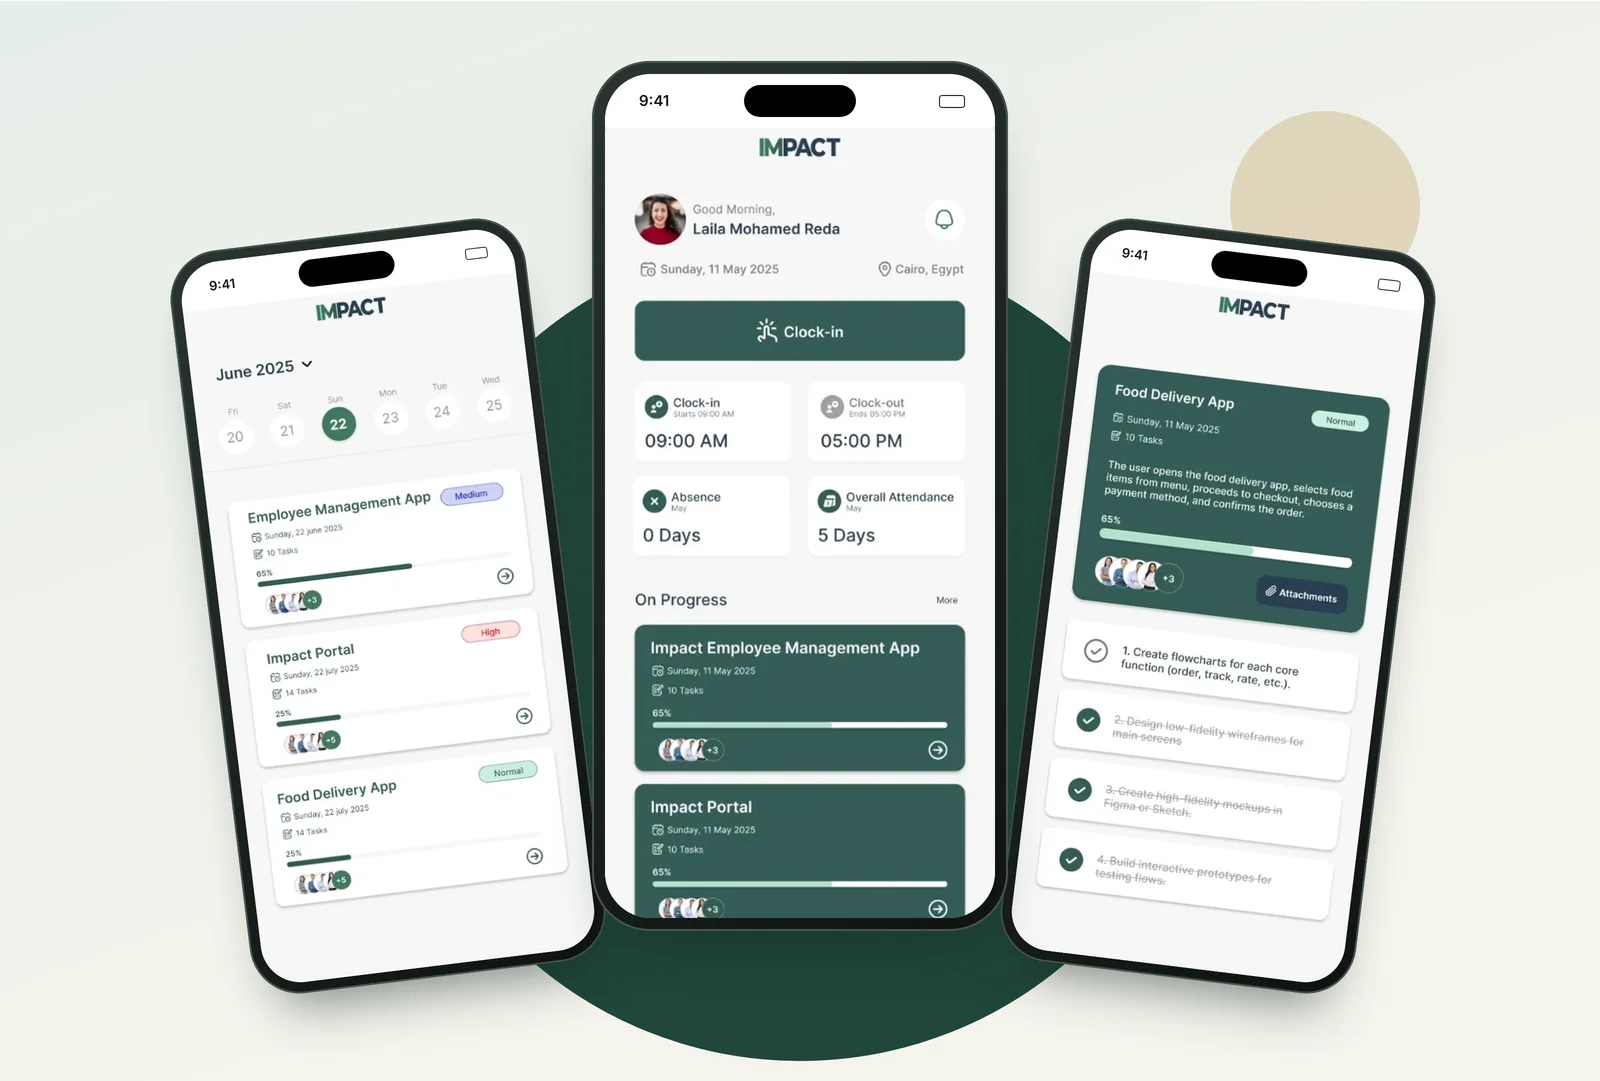 9:41
IMPACT
June 2025
Fri
Sat
Sun
Mon
Tue
Wed
20
21
22
23
24
25
Employee Management App
Medium
Sunday, 22 june 2025
10 Tasks
65%
+3
Impact Portal
High
Sunday, 22 july 2025
14 Tasks
25%
+5
Food Delivery App
Normal
Sunday, 22 july 2025
14 Tasks
25%
+5
9:41
IMPACT
Good Morning,
Laila Mohamed Reda
Sunday, 11 May 2025
Cairo, Egypt
Clock-in
Clock-in
Starts 09:00 AM
09:00 AM
Clock-out
Ends 05:00 PM
05:00 PM
Absence
May
0 Days
Overall Attendance
May
5 Days
On Progress
More
Impact Employee Management App
Sunday, 11 May 2025
10 Tasks
65%
+3
Impact Portal
Sunday, 11 May 2025
10 Tasks
65%
+3
9:41
IMPACT
Food Delivery App
Normal
Sunday, 11 May 2025
10 Tasks
The user opens the food delivery app, selects food
items from menu, proceeds to checkout, chooses a
payment method, and confirms the order.
65%
+3
Attachments
1. Create flowcharts for each core
function (order, track, rate, etc.).
2. Design low-fidelity wireframes for
main screens
3. Create high-fidelity mockups in
Figma or Sketch.
4. Build interactive prototypes for
testing flows.